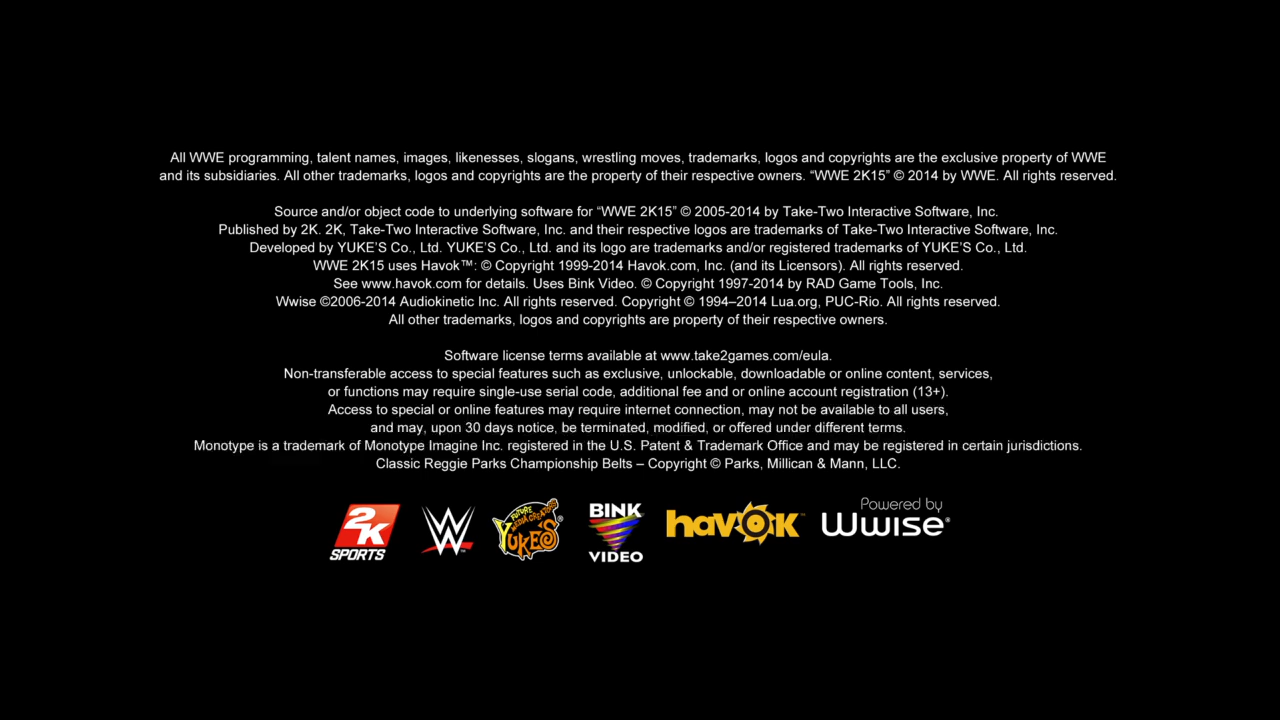 All WWE programming, talent names, images, likenesses, slogans, wrestling moves, trademarks, logos and copyrights are the exclusive property of WWE
and its subsidiaries. All other trademarks, logos and copyrights are the property of their respective owners. “WWE 2K15” © 2014 by WWE. All rights reserved.
Source and/or object code to underlying software for “WWE 2K15” © 2005-2014 by Take-Two Interactive Software, Inc.
Published by 2K. 2K, Take-Two Interactive Software, Inc. and their respective logos are trademarks of Take-Two Interactive Software, Inc.
Developed by YUKE’S Co., Ltd. YUKE’S Co., Ltd. and its logo are trademarks and/or registered trademarks of YUKE’S Co., Ltd.
WWE 2K15 uses Havok™: © Copyright 1999-2014 Havok.com, Inc. (and its Licensors). All rights reserved.
See www.havok.com for details. Uses Bink Video. © Copyright 1997-2014 by RAD Game Tools, Inc.
Wwise ©2006-2014 Audiokinetic Inc. All rights reserved. Copyright © 1994–2014 Lua.org, PUC-Rio. All rights reserved.
All other trademarks, logos and copyrights are property of their respective owners.
Software license terms available at www.take2games.com/eula.
Non-transferable access to special features such as exclusive, unlockable, downloadable or online content, services,
or functions may require single-use serial code, additional fee and or online account registration (13+).
Access to special or online features may require internet connection, may not be available to all users,
and may, upon 30 days notice, be terminated, modified, or offered under different terms.
Monotype is a trademark of Monotype Imagine Inc. registered in the U.S. Patent & Trademark Office and may be registered in certain jurisdictions.
Classic Reggie Parks Championship Belts – Copyright © Parks, Millican & Mann, LLC.
2K SPORTS
W
FUTURE MEDIA CREATOR YUKE'S ®
BINK VIDEO
havok™
Powered by
Wwise®